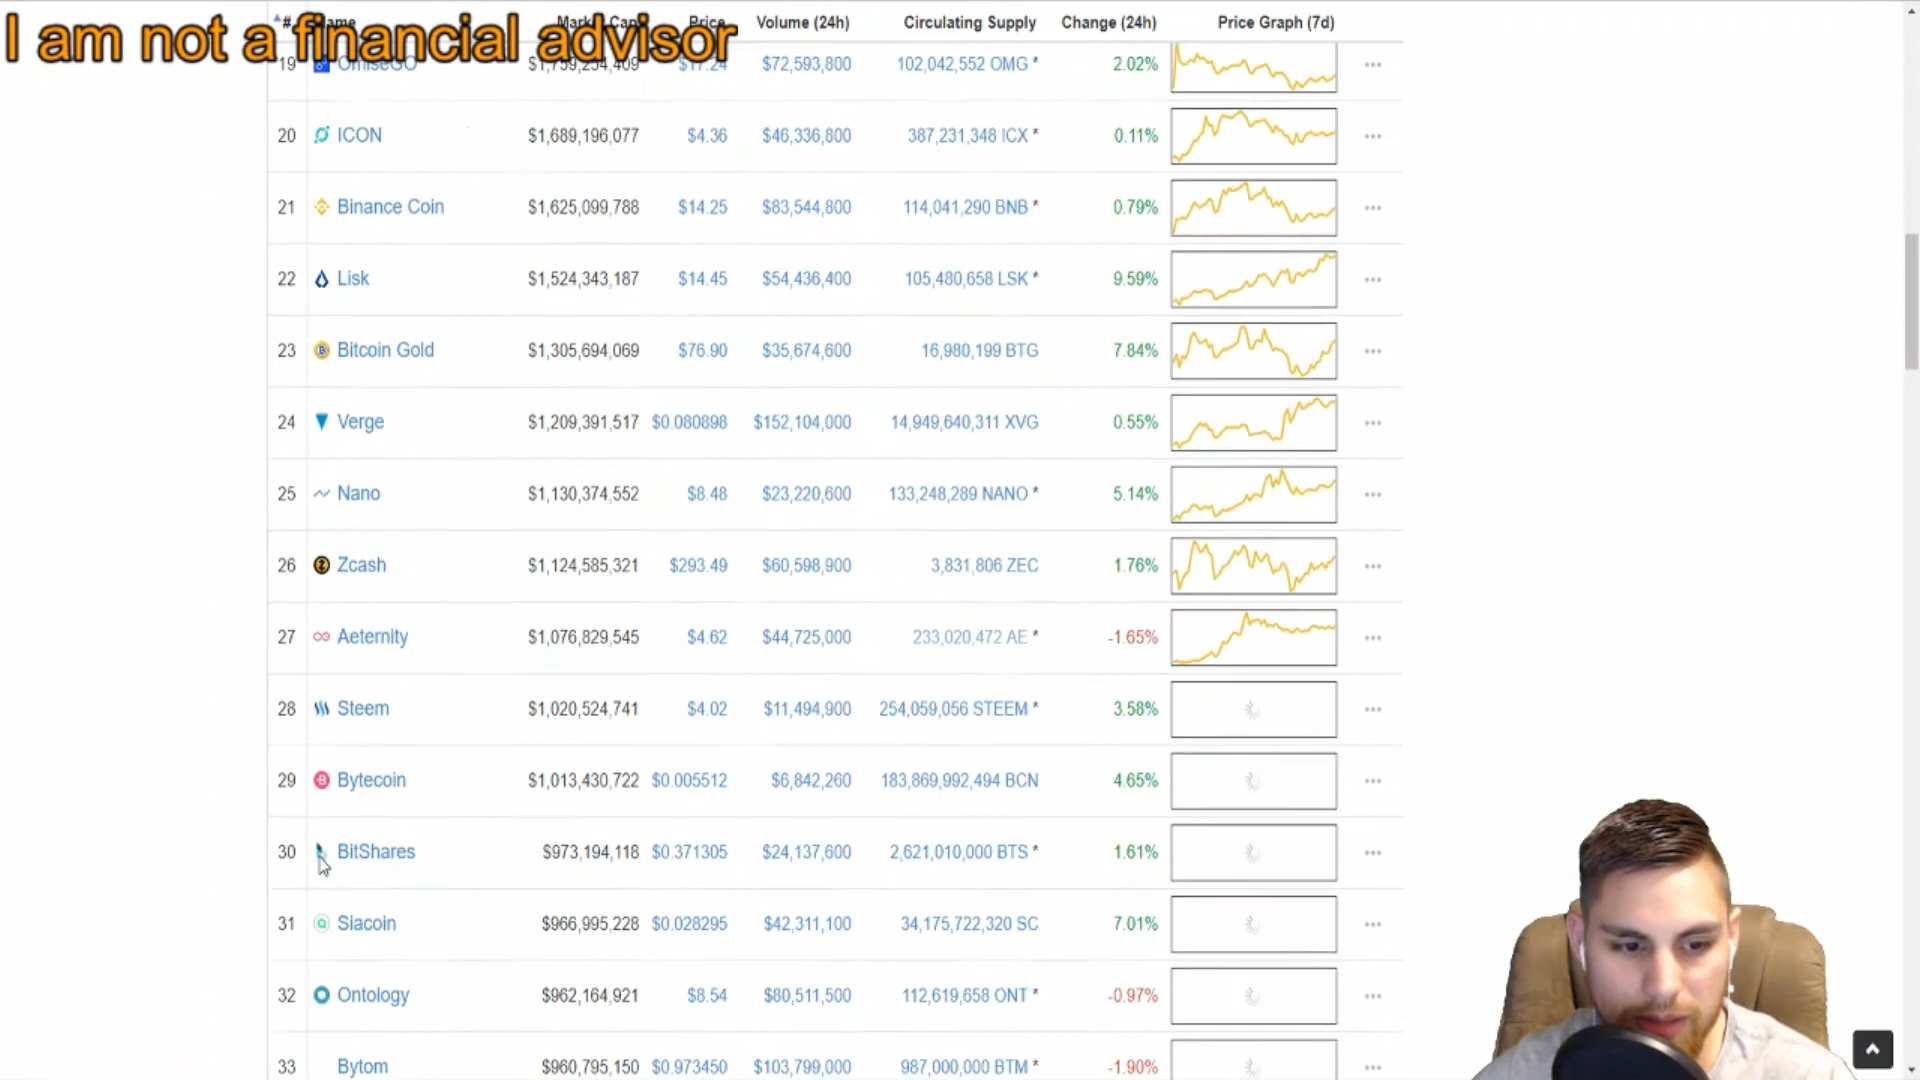 I am not a financial advisor
# Name Market Cap Price Volume (24h) Circulating Supply Change (24h) Price Graph (7d)
19 OmiseGO $1,759,254,409 $17.24 $72,593,800 102,042,552 OMG * 2.02%
20 ICON $1,689,196,077 $4.36 $46,336,800 387,231,348 ICX * 0.11%
21 Binance Coin $1,625,099,788 $14.25 $83,544,800 114,041,290 BNB * 0.79%
22 Lisk $1,524,343,187 $14.45 $54,436,400 105,480,658 LSK * 9.59%
23 Bitcoin Gold $1,305,694,069 $76.90 $35,674,600 16,980,199 BTG 7.84%
24 Verge $1,209,391,517 $0.080898 $152,104,000 14,949,640,311 XVG 0.55%
25 Nano $1,130,374,552 $8.48 $23,220,600 133,248,289 NANO * 5.14%
26 Zcash $1,124,585,321 $293.49 $60,598,900 3,831,806 ZEC 1.76%
27 Aeternity $1,076,829,545 $4.62 $44,725,000 233,020,472 AE * -1.65%
28 Steem $1,020,524,741 $4.02 $11,494,900 254,059,056 STEEM * 3.58%
29 Bytecoin $1,013,430,722 $0.005512 $6,842,260 183,869,992,494 BCN 4.65%
30 BitShares $973,194,118 $0.371305 $24,137,600 2,621,010,000 BTS * 1.61%
31 Siacoin $966,995,228 $0.028295 $42,311,100 34,175,722,320 SC 7.01%
32 Ontology $962,164,921 $8.54 $80,511,500 112,619,658 ONT * -0.97%
33 Bytom $960,795,150 $0.973450 $103,799,000 987,000,000 BTM * -1.90%